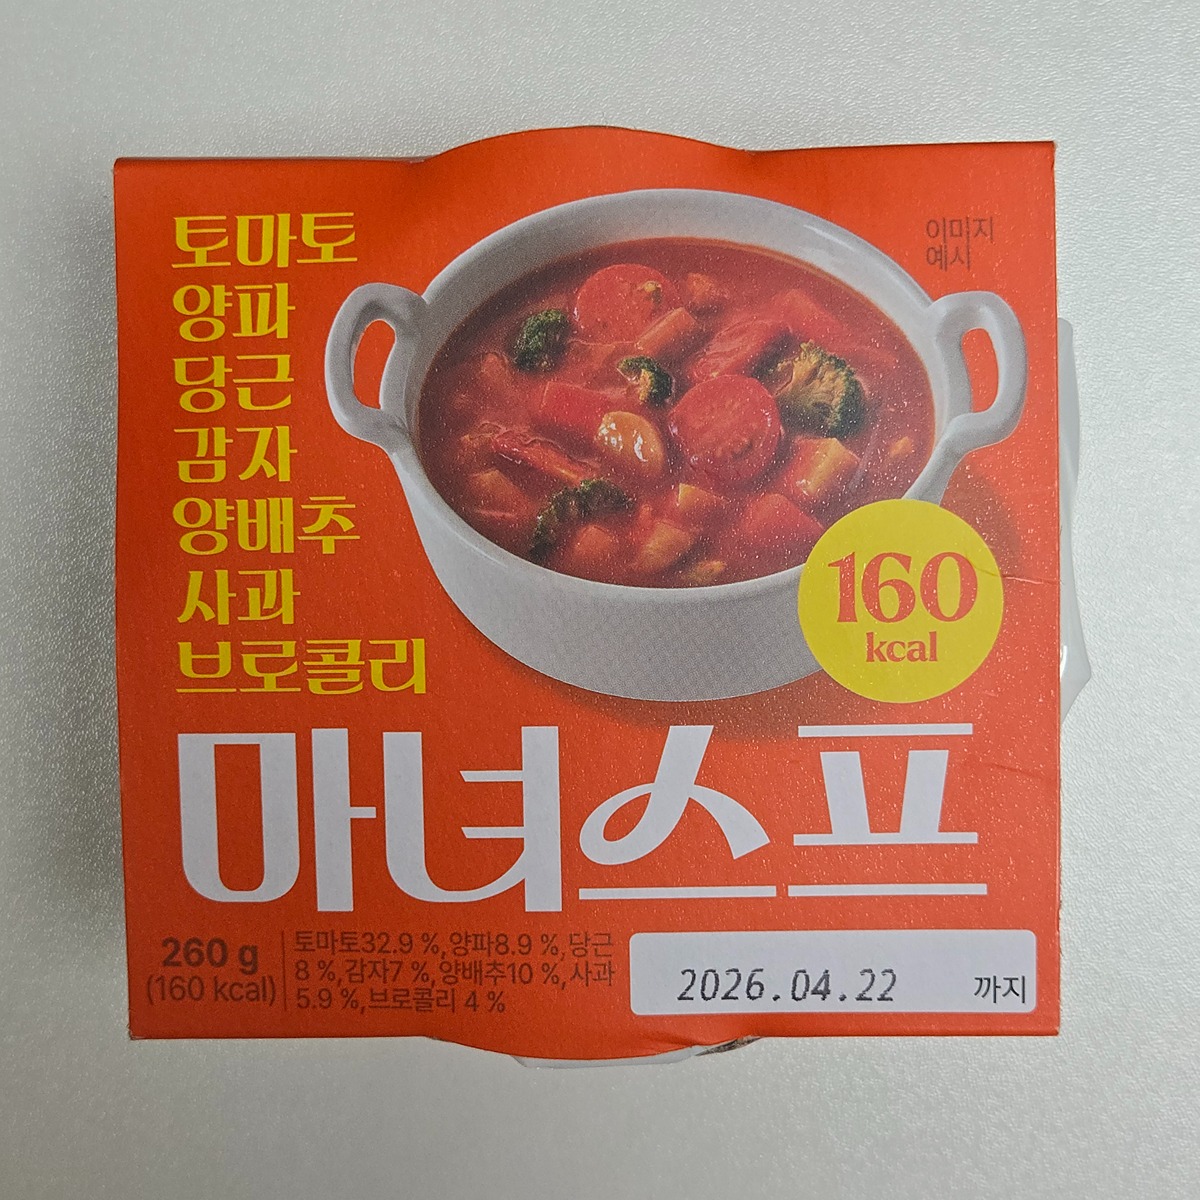 토마토
양파
당근
감자
양배추
사과
브로콜리
이미지
예시
160
kcal
마녀스프
260 g
(160 kcal)
토마토32.9 %,양파8.9 %,당근
8 %,감자7 %,양배추10 %,사과
5.9 %,브로콜리 4 %
2026.04.22 까지